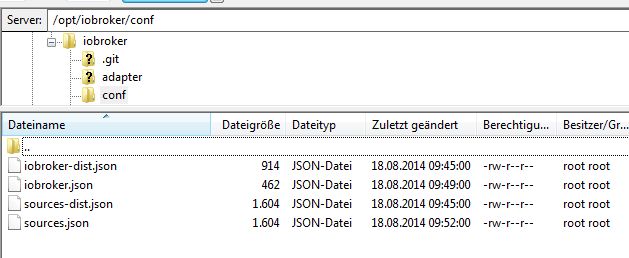 Server: /opt/iobroker/conf
iobroker
? .git
? adapter
conf
Dateiname Dateigröße Dateityp Zuletzt geändert Berechtigu... Besitzer/Gr...
..
iobroker-dist.json 914 JSON-Datei 18.08.2014 09:45:00 -rw-r--r-- root root
iobroker.json 462 JSON-Datei 18.08.2014 09:49:00 -rw-r--r-- root root
sources-dist.json 1.604 JSON-Datei 18.08.2014 09:45:00 -rw-r--r-- root root
sources.json 1.604 JSON-Datei 18.08.2014 09:52:00 -rw-r--r-- root root